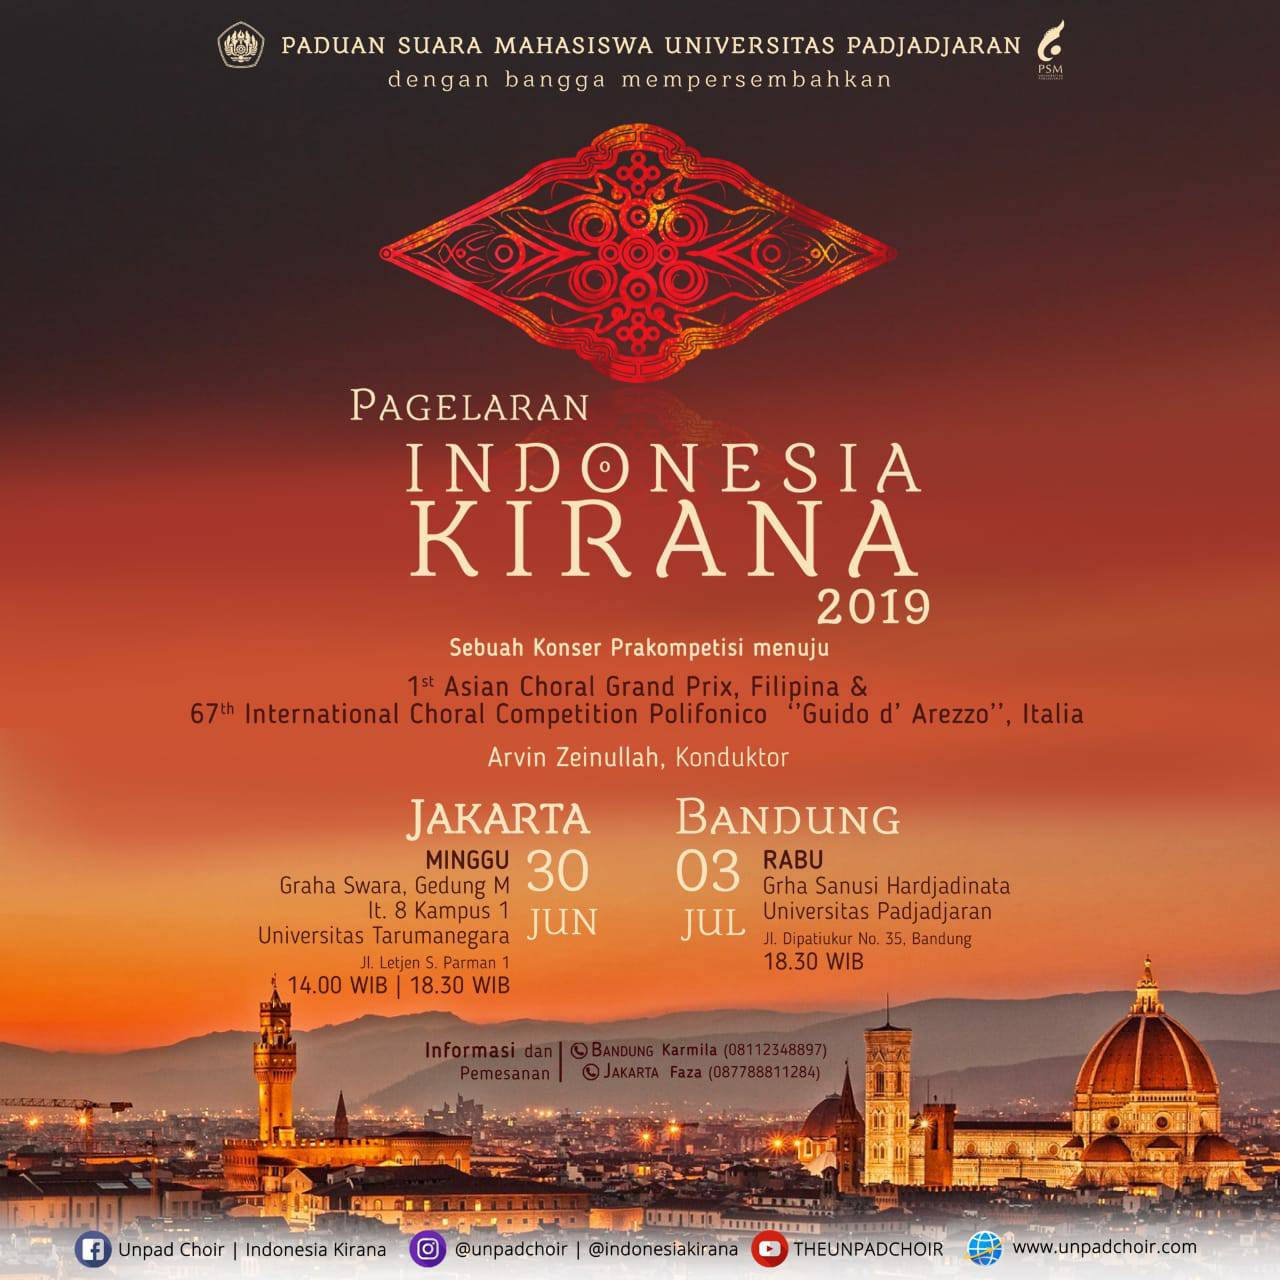 PADUAN SUARA MAHASISWA UNIVERSITAS PADJADJARAN
PSM
dengan bangga mempersembahkan
PAGELARAN
INDONESIA
KIRANA
2019
Sebuah Konser Prakompetisi menuju
1st Asian Choral Grand Prix, Filipina &
67th International Choral Competition Polifonico ‘’Guido d’ Arezzo’’, Italia
Arvin Zeinullah, Konduktor
JAKARTA
MINGGU
30
JUN
Graha Swara, Gedung M
lt. 8 Kampus 1
Universitas Tarumanegara
Jl. Letjen S. Parman 1
14.00 WIB | 18.30 WIB
BANDUNG
03
JUL
RABU
Grha Sanusi Hardjadinata
Universitas Padjadjaran
Jl. Dipatiukur No. 35, Bandung
18.30 WIB
Informasi dan Pemesanan
BANDUNG Karmila (08112348897)
JAKARTA Faza (087788811284)
Unpad Choir | Indonesia Kirana @unpadchoir | @indonesiakirana THEUNPADCHOIR www.unpadchoir.com